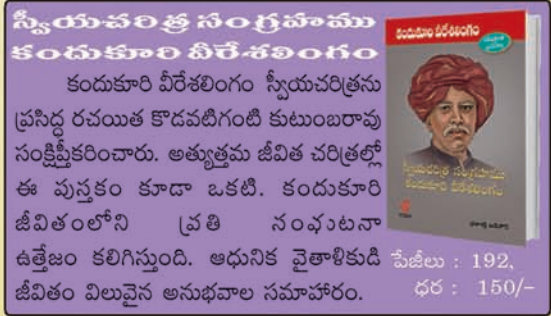 స్వీయచరిత్ర సంగ్రహము
కందుకూరి వీరేశలింగం
కందుకూరి వీరేశలింగం స్వీయచరిత్రను
ప్రసిద్ధ రచయిత కొడవటిగంటి కుటుంబరావు
సంక్షిప్తీకరించారు. అత్యుత్తమ జీవిత చరిత్రల్లో
ఈ పుస్తకం కూడా ఒకటి. కందుకూరి
జీవితంలోని ప్రతి సంఘటనా
ఉత్తేజం కలిగిస్తుంది. ఆధునిక వైతాళికుడి
జీవితం విలువైన అనుభవాల సమాహారం.
కందుకూరి వీరేశలింగం
స్వీయచరిత్ర సంగ్రహము
కందుకూరి వీరేశలింగం
పేజీలు : 192,
ధర : 150/-